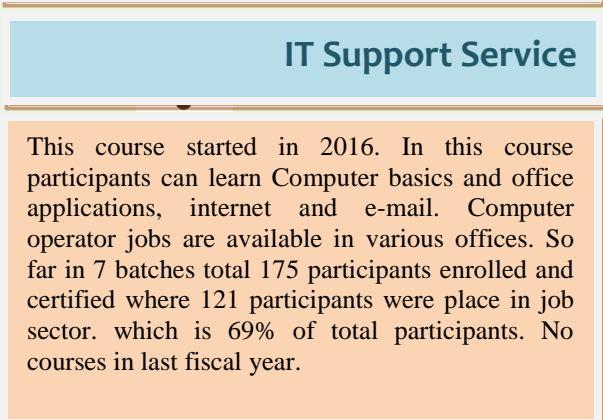 IT Support Service
This course started in 2016. In this course
participants can learn Computer basics and office
applications, internet and e-mail. Computer
operator jobs are available in various offices. So
far in 7 batches total 175 participants enrolled and
certified where 121 participants were place in job
sector. which is 69% of total participants. No
courses in last fiscal year.